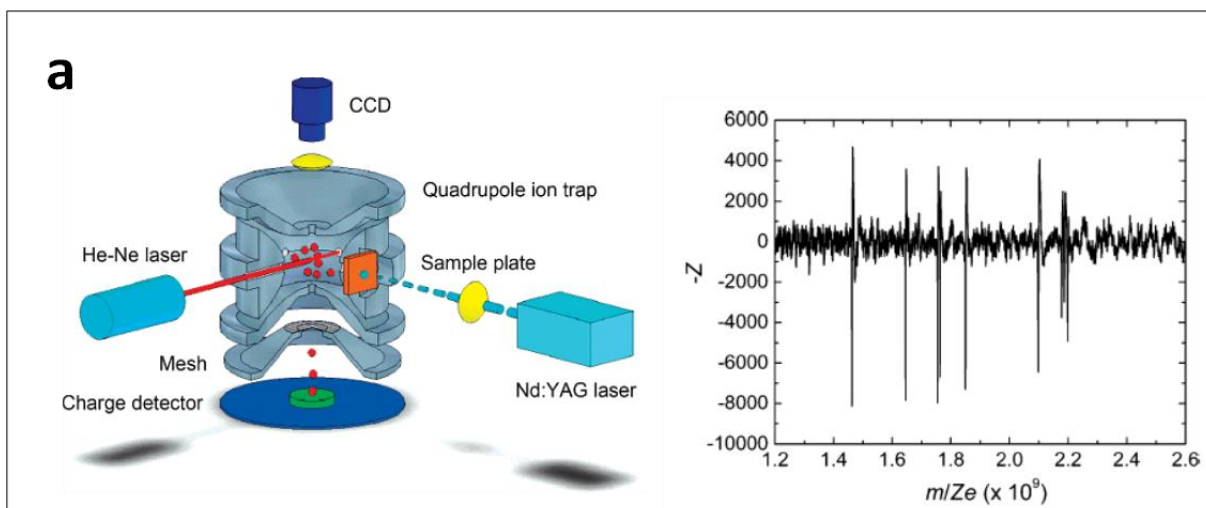 a
CCD
Quadrupole ion trap
He-Ne laser
Sample plate
Mesh
Nd:YAG laser
Charge detector
6000
4000
2000
0
-2000
-4000
-6000
-8000
-10000
-Z
1.2 1.4 1.6 1.8 2.0 2.2 2.4 2.6
m/Ze (x 10⁹)